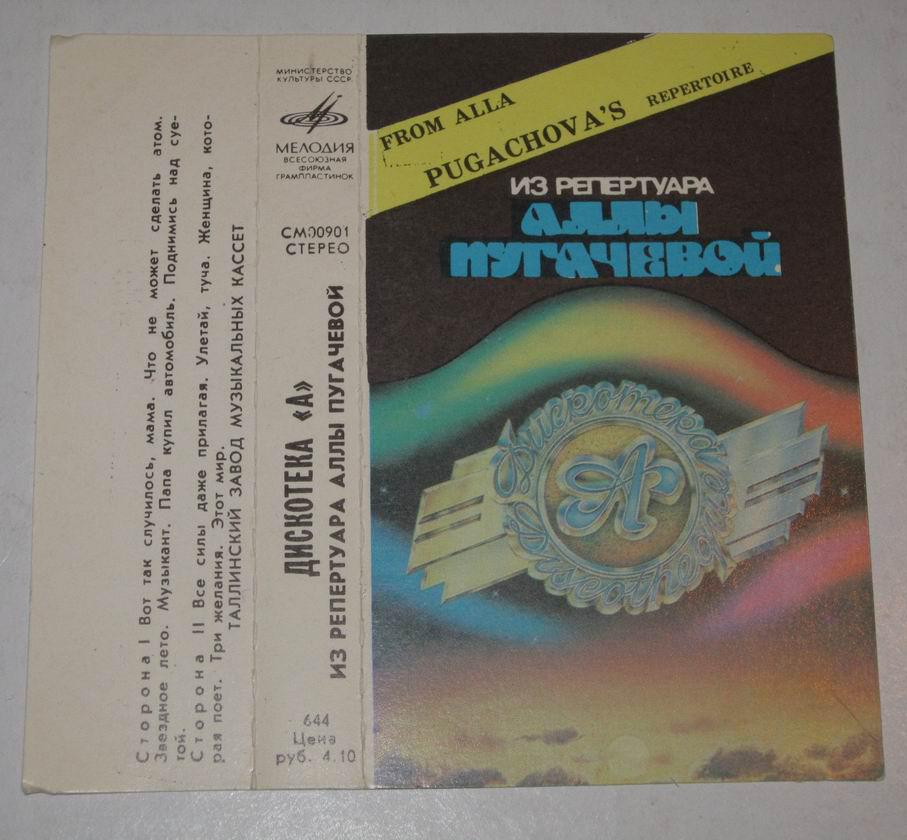 Сторона I Вот так случилось, мама. Что не может сделать атом.
Звездное лето. Музыкант. Папа купил автомобиль. Поднимись над суе-
той.
Сторона II Все силы даже прилагая. Улетай, туча. Женщина, кото-
рая поет. Три желания. Этот мир.
ТАЛЛИНСКИЙ ЗАВОД МУЗЫКАЛЬНЫХ КАССЕТ
МИНИСТЕРСТВО
КУЛЬТУРЫ СССР.
МЕЛОДИЯ
ВСЕСОЮЗНАЯ
ФИРМА
ГРАМПЛАСТИНОК
СМ00901
СТЕРЕО
ДИСКОТЕКА «А»
ИЗ РЕПЕРТУАРА АЛЛЫ ПУГАЧЕВОЙ
644
Цена
руб. 4.10
FROM ALLA
PUGACHOVA'S REPERTOIRE
ИЗ РЕПЕРТУАРА
АЛЛЫ
ПУГАЧЕВОЙ
Дискотека
А
Discotheque